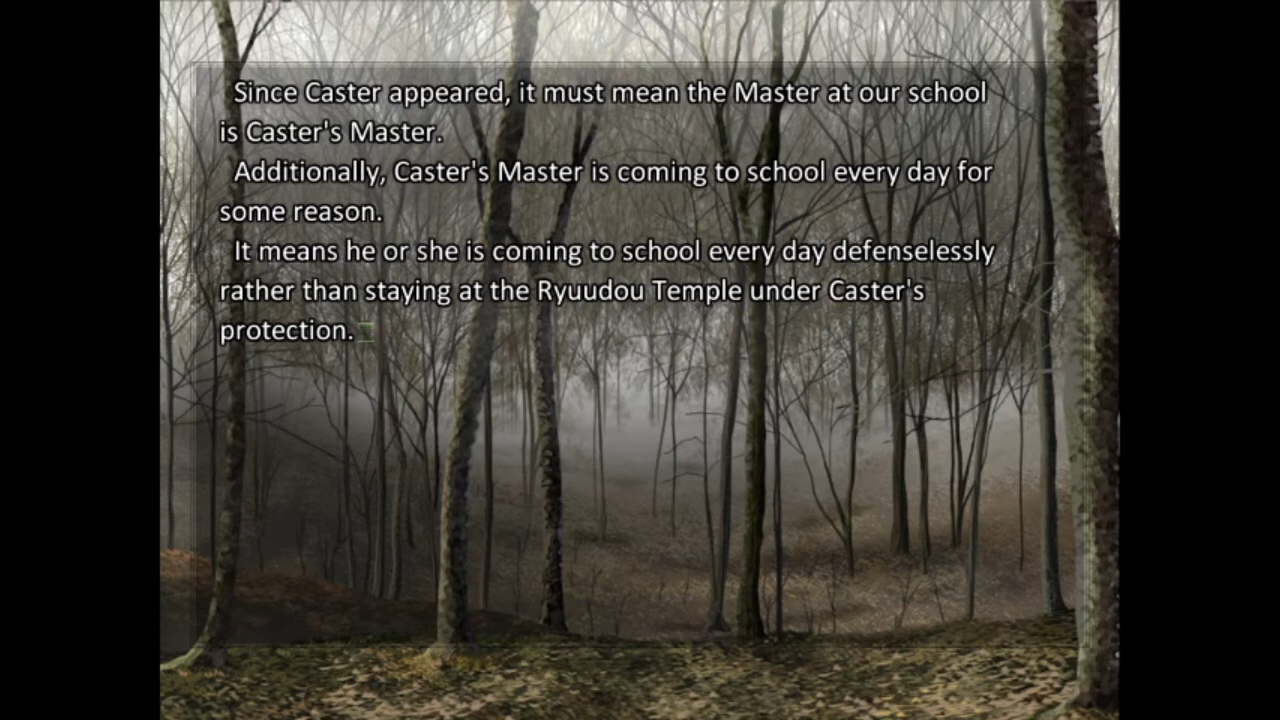 Since Caster appeared, it must mean the Master at our school
is Caster's Master.
Additionally, Caster's Master is coming to school every day for
some reason.
It means he or she is coming to school every day defenselessly
rather than staying at the Ryuudou Temple under Caster's
protection.